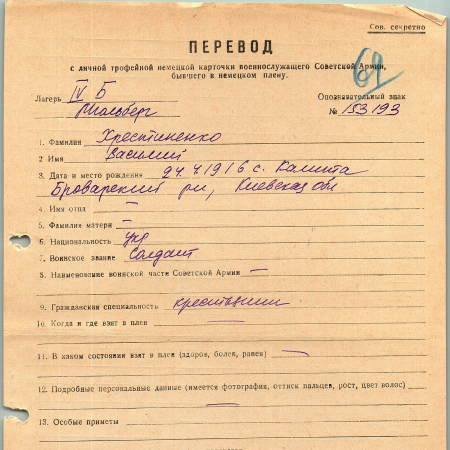 Сов. секретно
ПЕРЕВОД
с личной трофейной немецкой карточки военнослужащего Советской Армии,
бывшего в немецком плену.
61
Лагерь IV Б
Мюльберг
Опознавательный знак
№ 153193
1. Фамилия Хрестиненко
2 Имя Василий
3. Дата и место рождения 27.7.1916 с. Калита
Броварский р-н, Киевская обл
4. Имя отца —
5. Фамилия матери —
6. Национальность укр
7. Воинское звание Солдат
8. Наименование воинской части Советской Армии —
9. Гражданская специальность крестьянин
10. Когда и где взят в плен —
11. В каком состоянии взят в плен (здоров, болен, ранен) —
12. Подробные персональные данные (имеется фотография, оттиск пальцев, рост, цвет волос)
—
13. Особые приметы